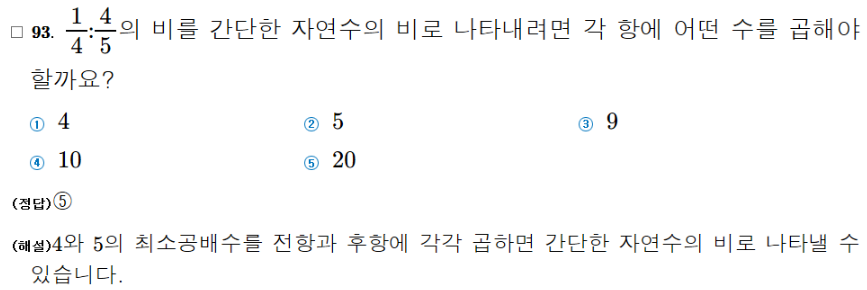 □ 93. 1/4:4/5의 비를 간단한 자연수의 비로 나타내려면 각 항에 어떤 수를 곱해야
할까요?
① 4 ② 5 ③ 9
④ 10 ⑤ 20
(정답)⑤
(해설)4와 5의 최소공배수를 전항과 후항에 각각 곱하면 간단한 자연수의 비로 나타낼 수
있습니다.